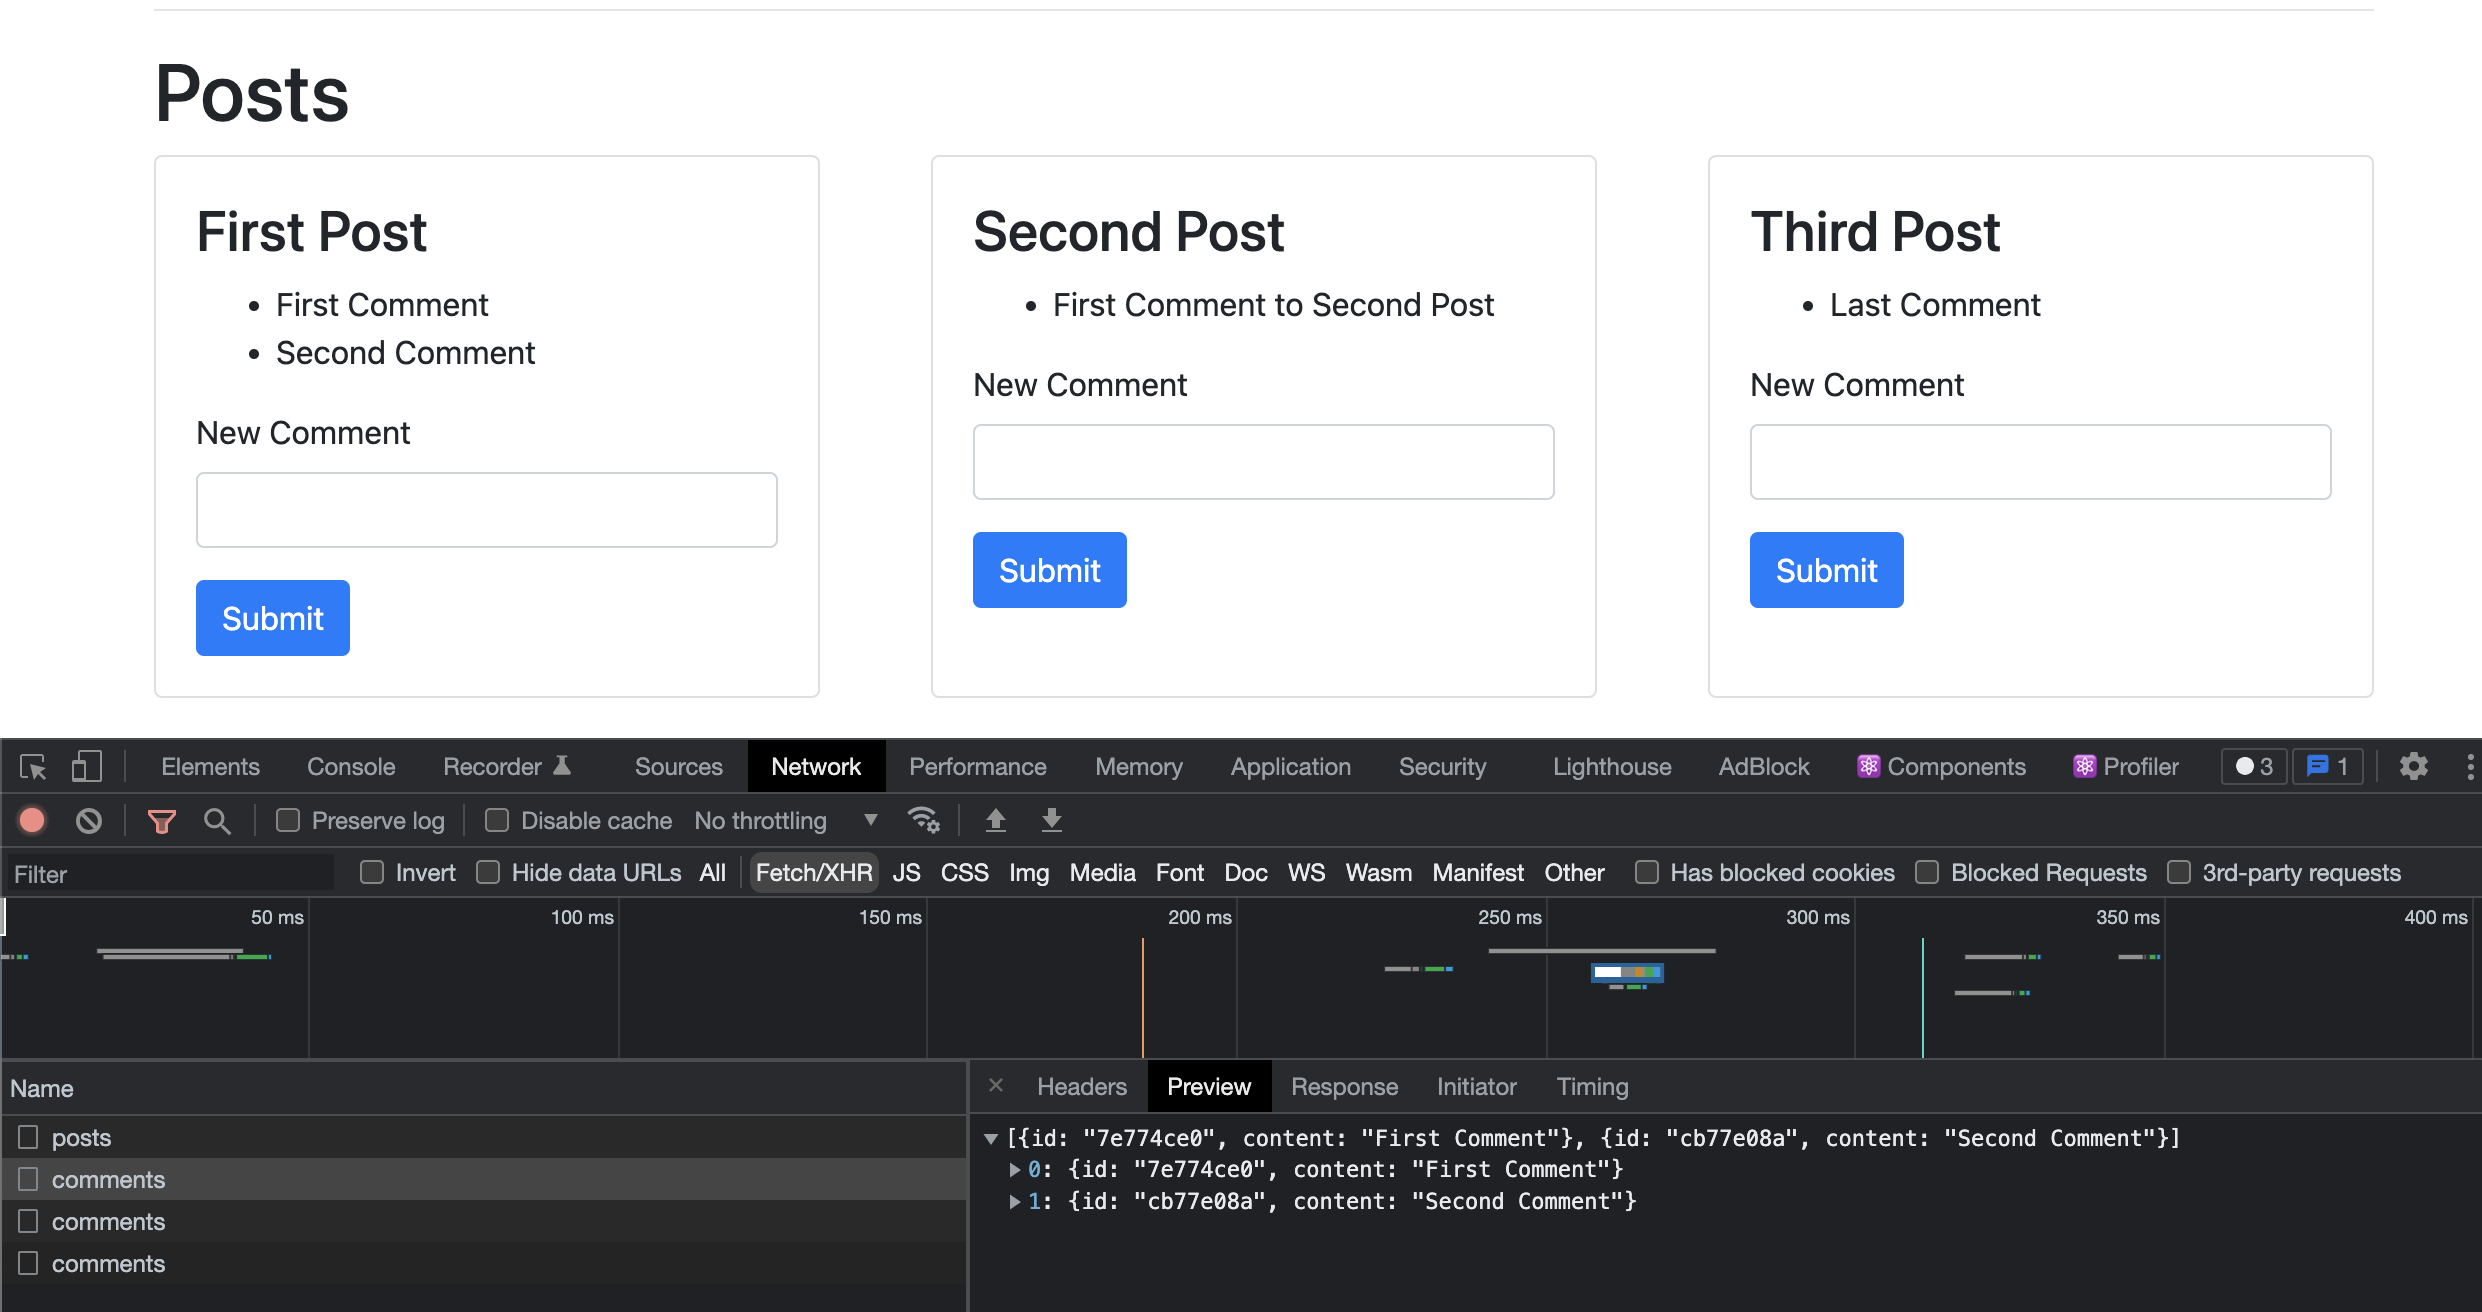 Posts
First Post
First Comment
Second Comment
New Comment
Submit
Second Post
First Comment to Second Post
New Comment
Submit
Third Post
Last Comment
New Comment
Submit
Elements Console Recorder Sources Network Performance Memory Application Security Lighthouse AdBlock Components Profiler 3 1
Preserve log Disable cache No throttling
Filter Invert Hide data URLs All Fetch/XHR JS CSS Img Media Font Doc WS Wasm Manifest Other Has blocked cookies Blocked Requests 3rd-party requests
50 ms 100 ms 150 ms 200 ms 250 ms 300 ms 350 ms 400 ms
Name
posts
comments
comments
comments
Headers Preview Response Initiator Timing
[{id: "7e774ce0", content: "First Comment"}, {id: "cb77e08a", content: "Second Comment"}]
0: {id: "7e774ce0", content: "First Comment"}
1: {id: "cb77e08a", content: "Second Comment"}